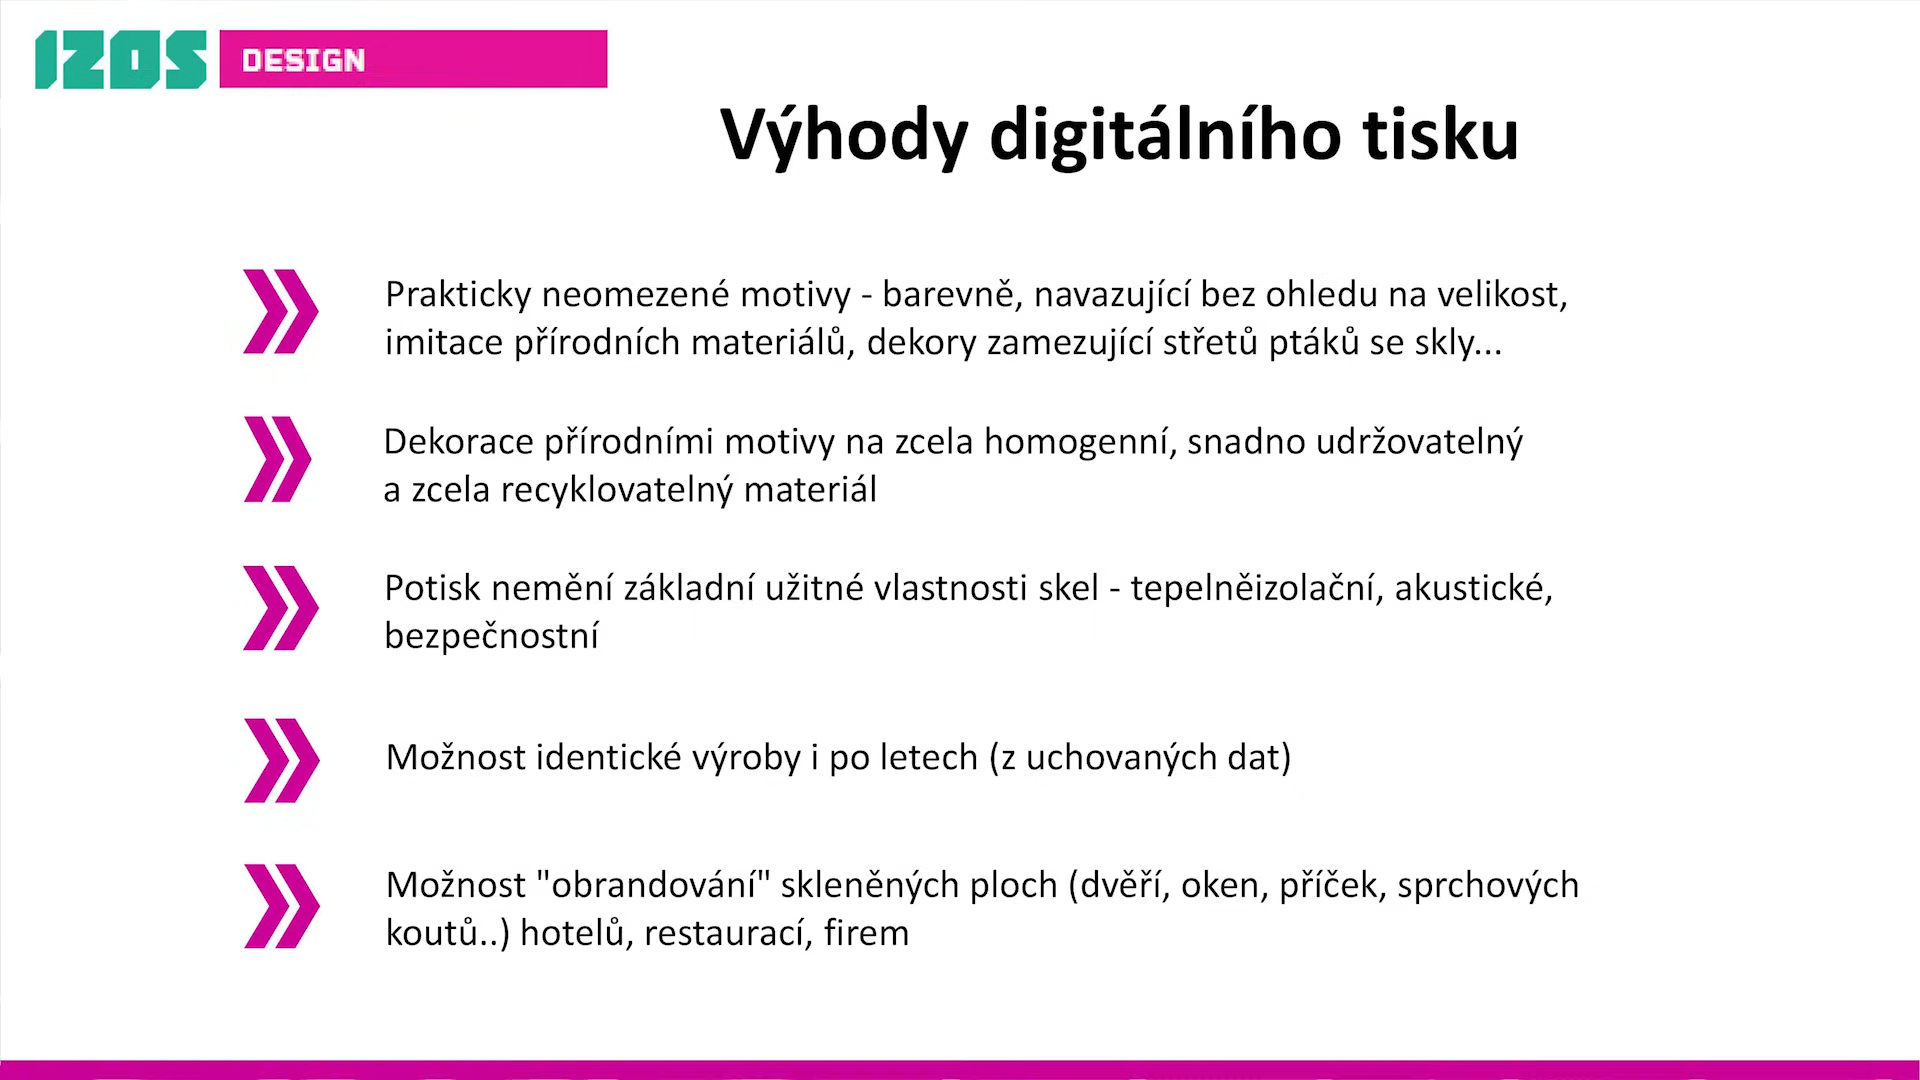 IZOS DESIGN
Výhody digitálního tisku
Prakticky neomezené motivy - barevně, navazující bez ohledu na velikost,
imitace přírodních materiálů, dekory zamezující střetů ptáků se skly...
Dekorace přírodními motivy na zcela homogenní, snadno udržovatelný
a zcela recyklovatelný materiál
Potisk nemění základní užitné vlastnosti skel - tepelněizolační, akustické,
bezpečnostní
Možnost identické výroby i po letech (z uchovaných dat)
Možnost "obrandování" skleněných ploch (dvěří, oken, příček, sprchových
koutů..) hotelů, restaurací, firem